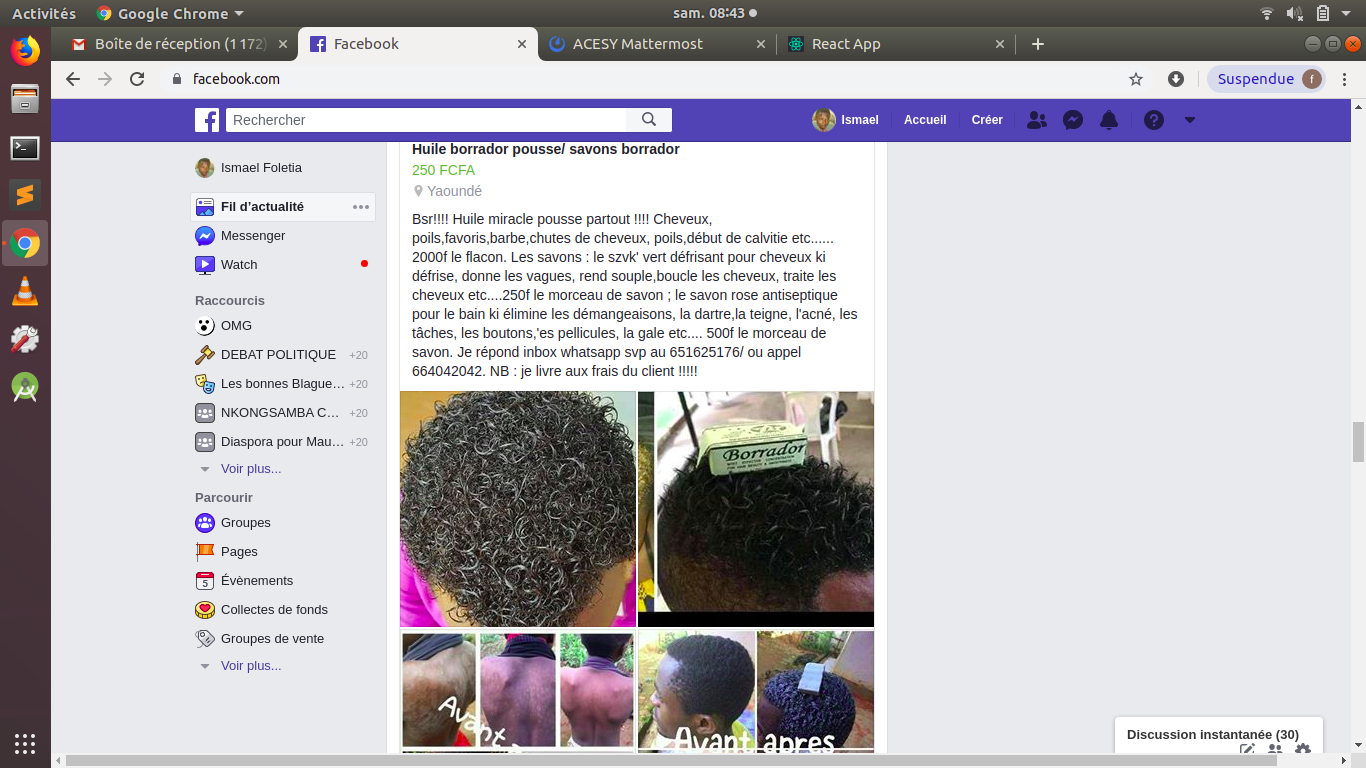 Activités
Google Chrome
sam. 08:43
Boîte de réception (1 172)
Facebook
ACESY Mattermost
React App
facebook.com
Suspendue
f
Rechercher
Ismael
Accueil
Créer
Ismael Foletia
Fil d'actualité
Messenger
Watch
Raccourcis
OMG
DEBAT POLITIQUE +20
Les bonnes Blague... +20
NKONGSAMBA C... +20
Diaspora pour Mau... +20
Voir plus...
Parcourir
Groupes
Pages
5
Évènements
Collectes de fonds
Groupes de vente
Voir plus...
Huile borrador pousse/ savons borrador
250 FCFA
Yaoundé
Bsr!!!! Huile miracle pousse partout !!!! Cheveux,
poils,favoris,barbe,chutes de cheveux, poils,début de calvitie etc......
2000f le flacon. Les savons : le szvk' vert défrisant pour cheveux ki
défrise, donne les vagues, rend souple,boucle les cheveux, traite les
cheveux etc....250f le morceau de savon ; le savon rose antiseptique
pour le bain ki élimine les démangeaisons, la dartre,la teigne, l'acné, les
tâches, les boutons,'es pellicules, la gale etc.... 500f le morceau de
savon. Je répond inbox whatsapp svp au 651625176/ ou appel
664042042. NB : je livre aux frais du client !!!!!
Borrador
Avant
Avant apres
Discussion instantanée (30)